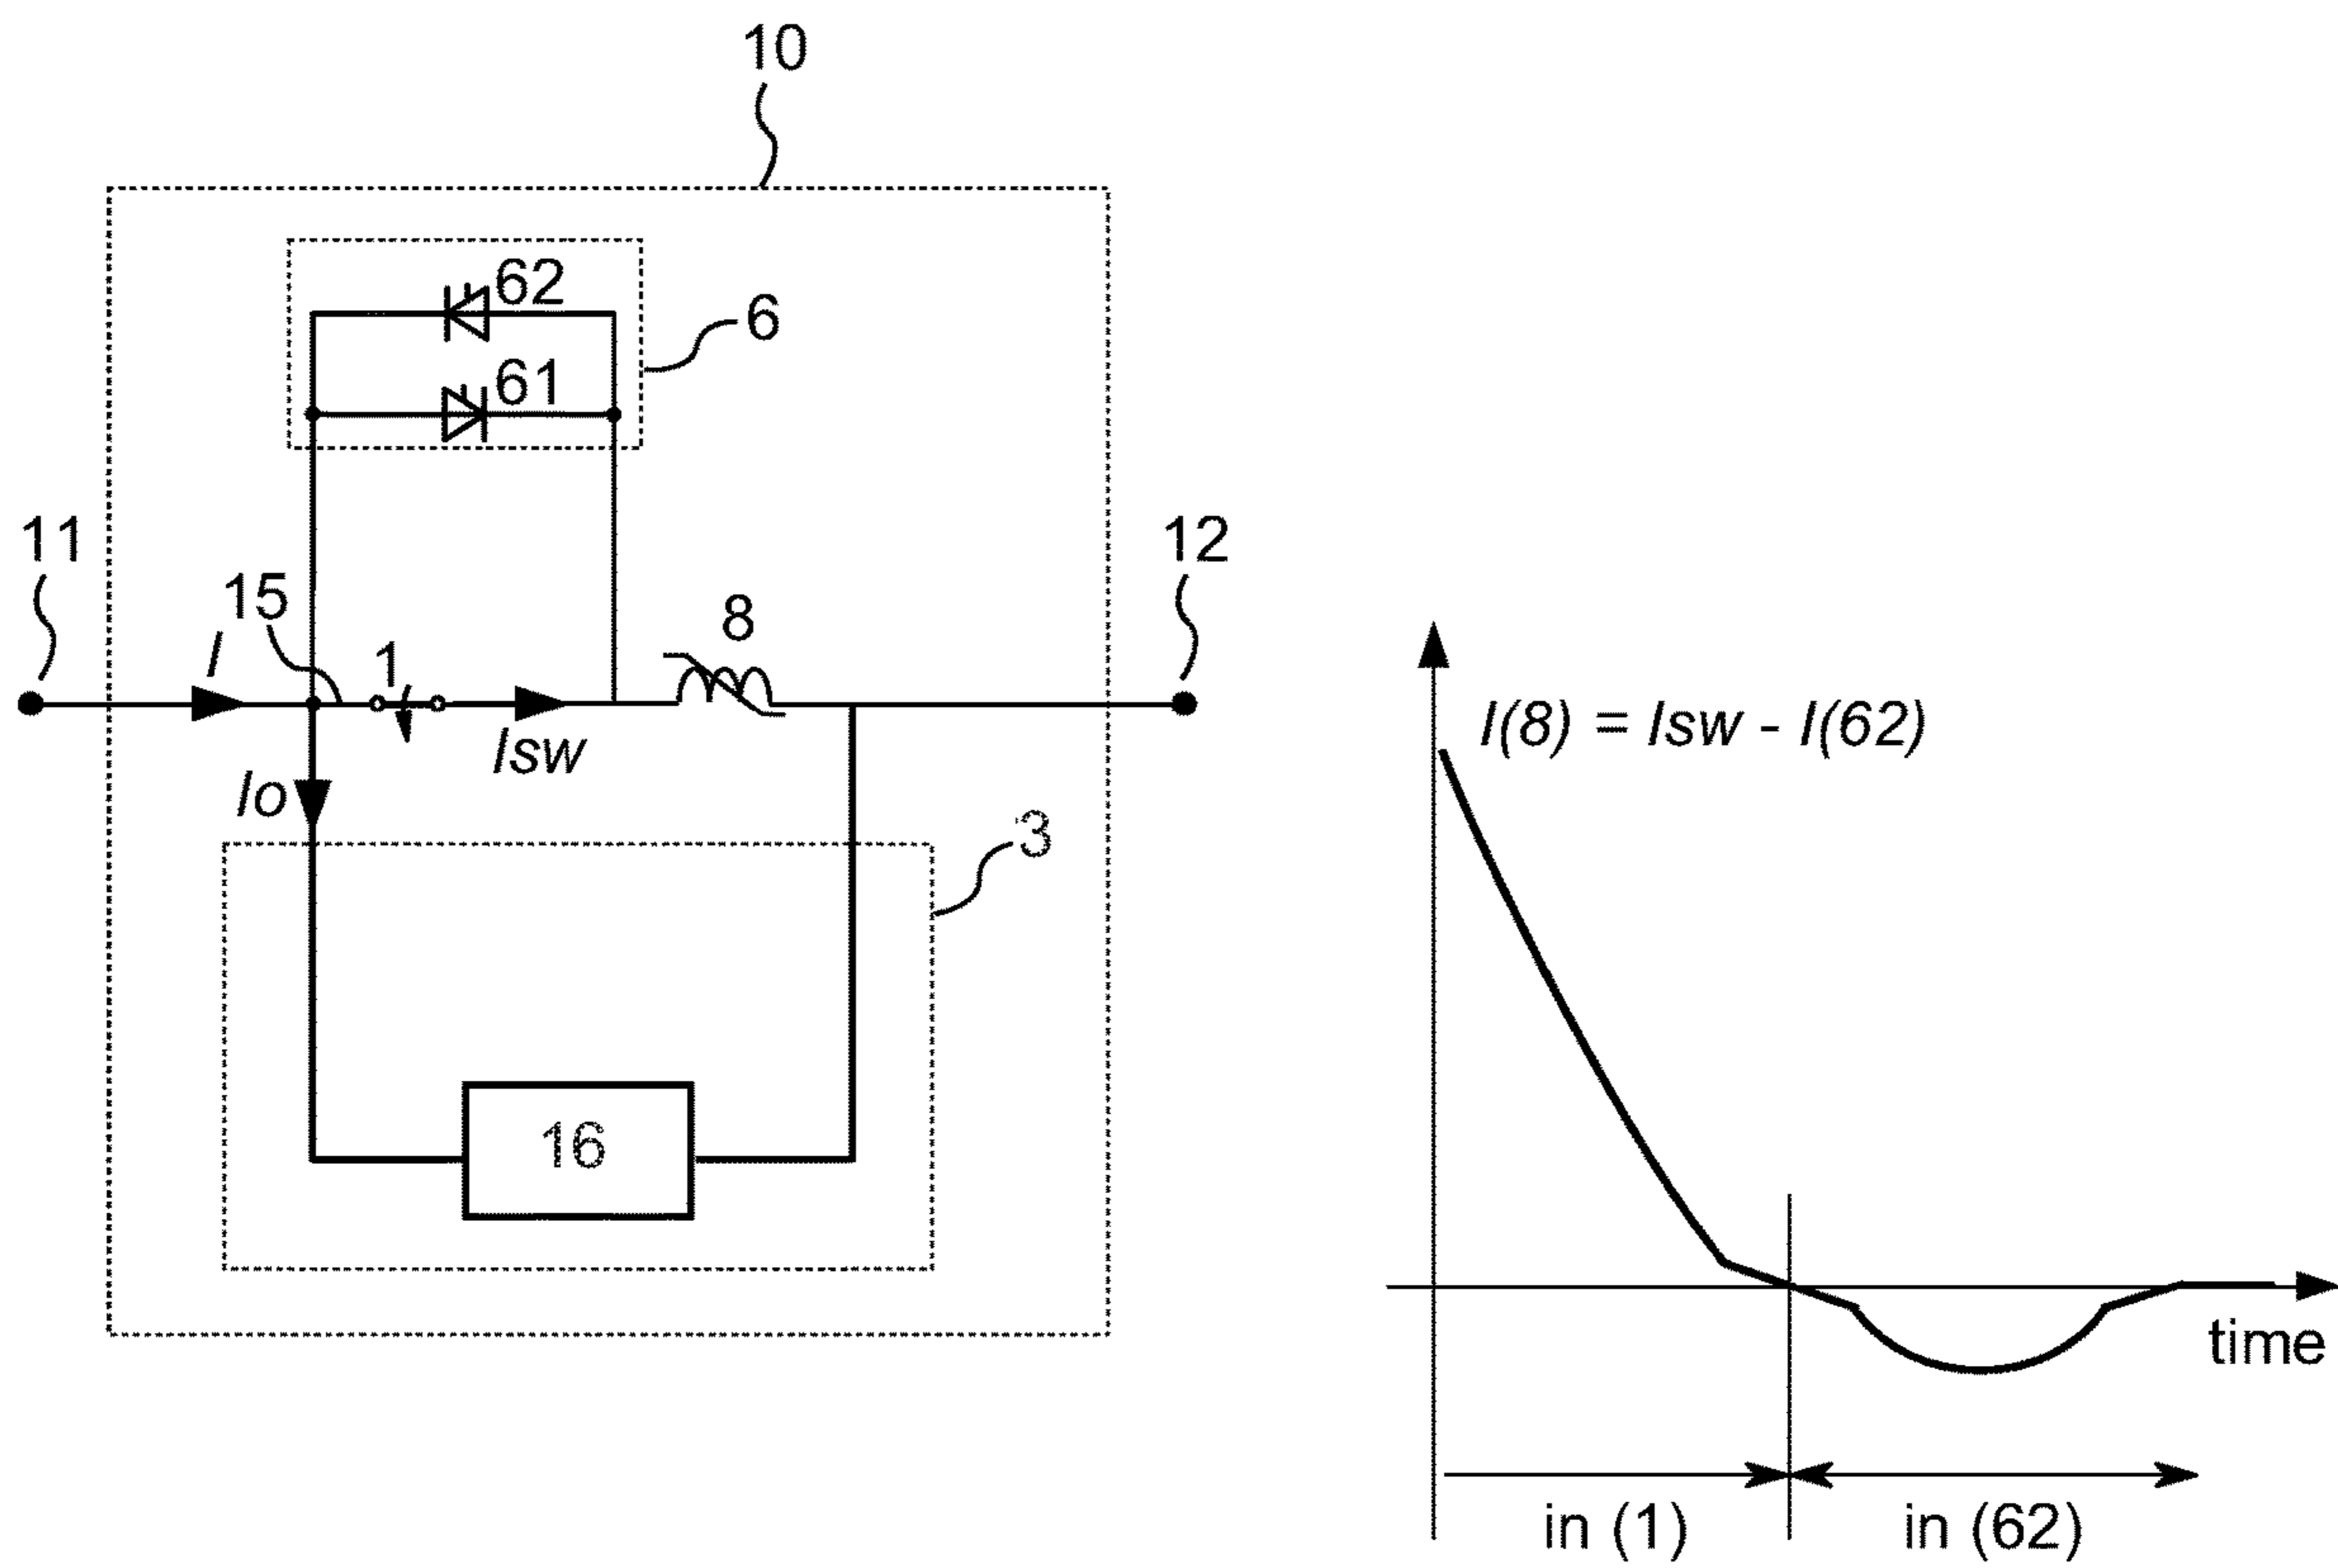 10
62
6
61
11
12
15
8
I
1
Isw
Io
I(8) = Isw - I(62)
3
16
time
in (1)
in (62)